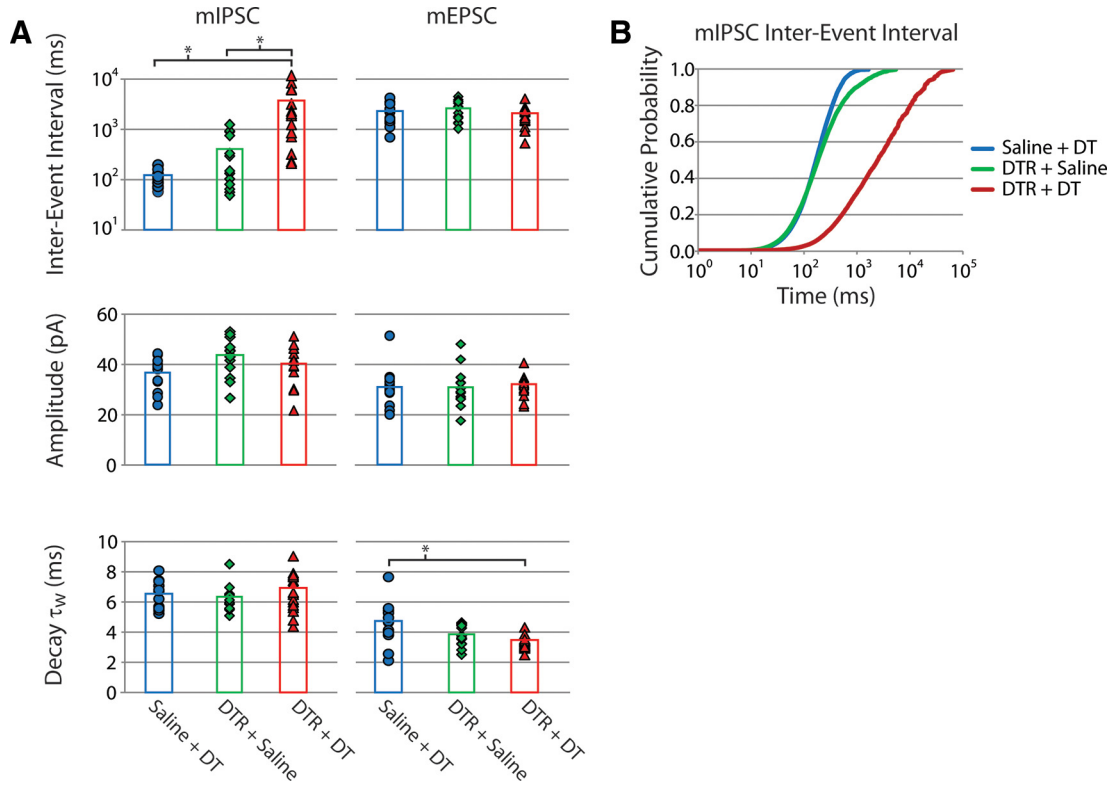 A
mIPSC
mEPSC
Inter-Event Interval (ms)
* *
10⁴
10³
10²
10¹
Amplitude (pA)
60
40
20
0
Decay τw (ms)
*
10
8
6
4
2
0
Saline + DT
DTR + Saline
DTR + DT
Saline + DT
DTR + Saline
DTR + DT
B
mIPSC Inter-Event Interval
Cumulative Probability
1.0
0.8
0.6
0.4
0.2
0.0
10⁰ 10¹ 10² 10³ 10⁴ 10⁵
Time (ms)
Saline + DT
DTR + Saline
DTR + DT